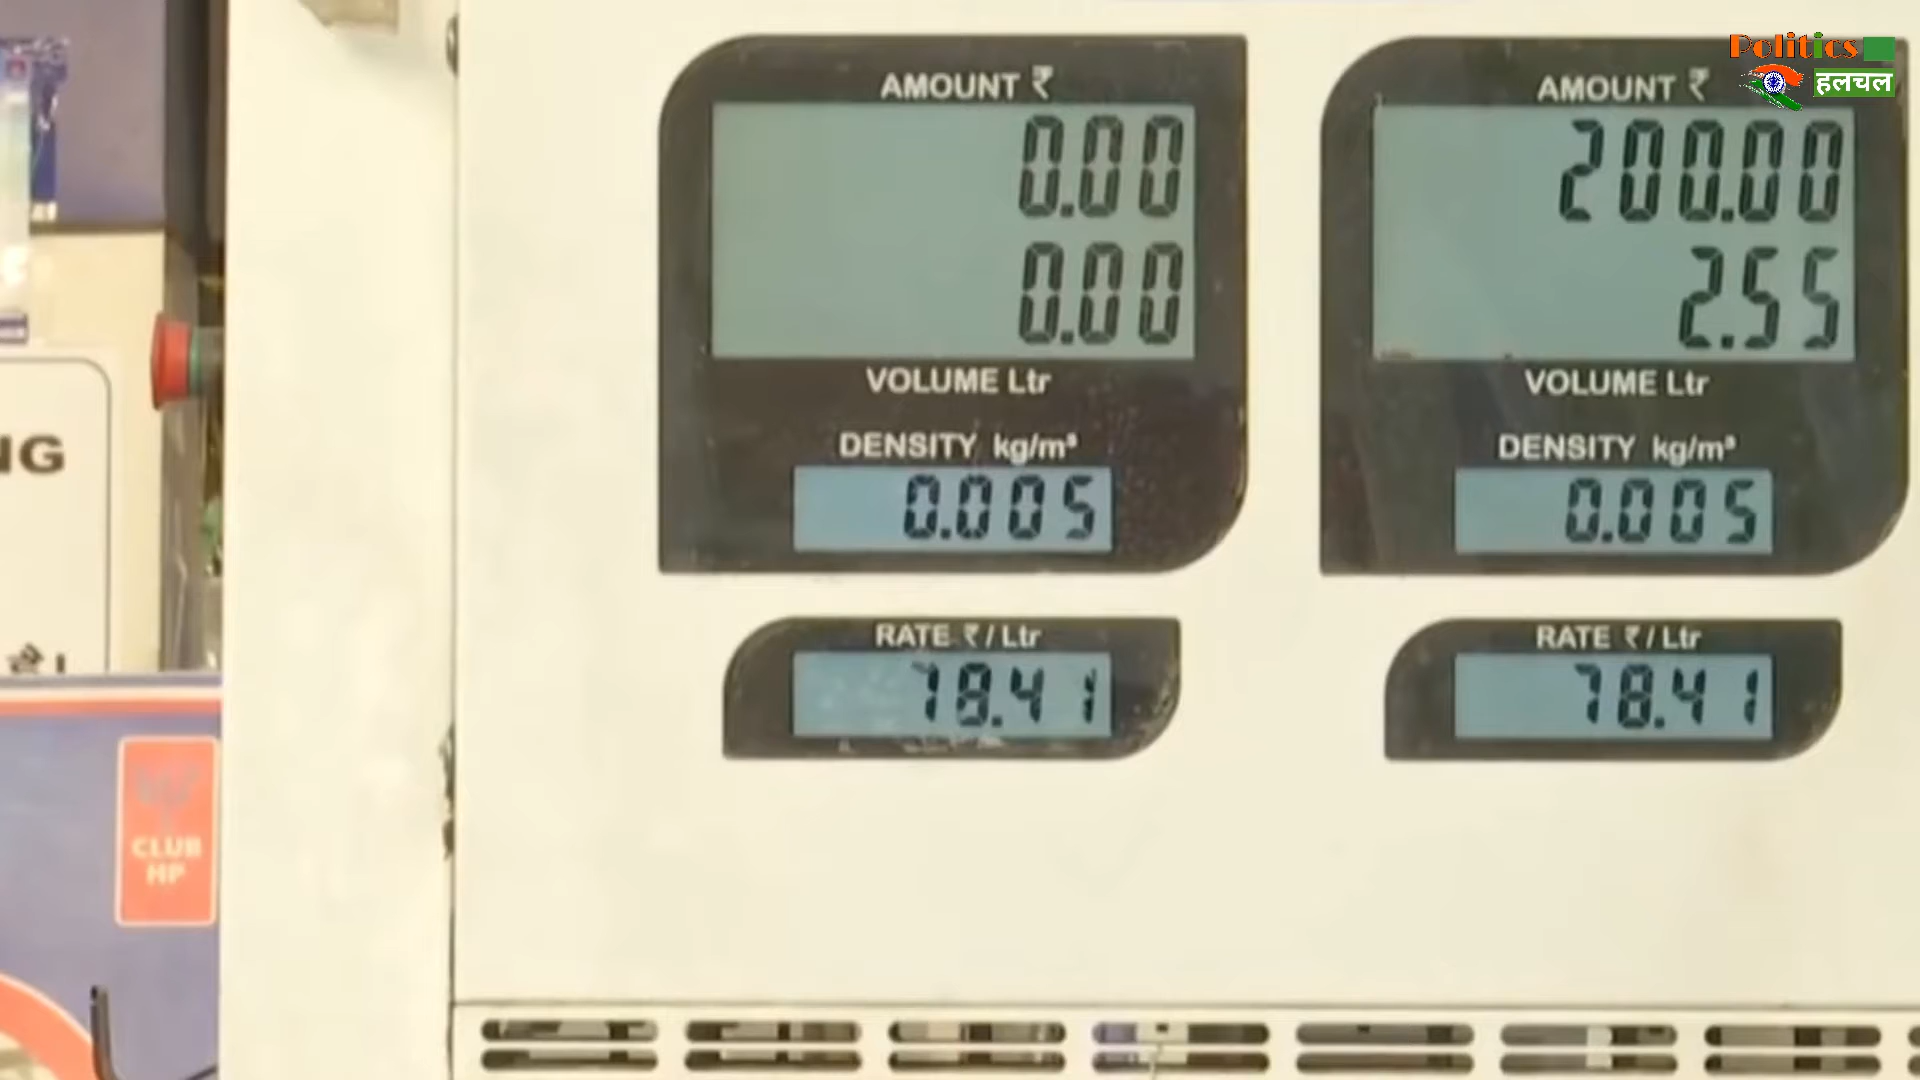 Politics
हलचल
AMOUNT ₹
0.00
0.00
VOLUME Ltr
DENSITY kg/m³
0.005
RATE ₹/Ltr
78.41
AMOUNT ₹
200.00
2.55
VOLUME Ltr
DENSITY kg/m³
0.005
RATE ₹/Ltr
78.41
NG
CLUB
HP